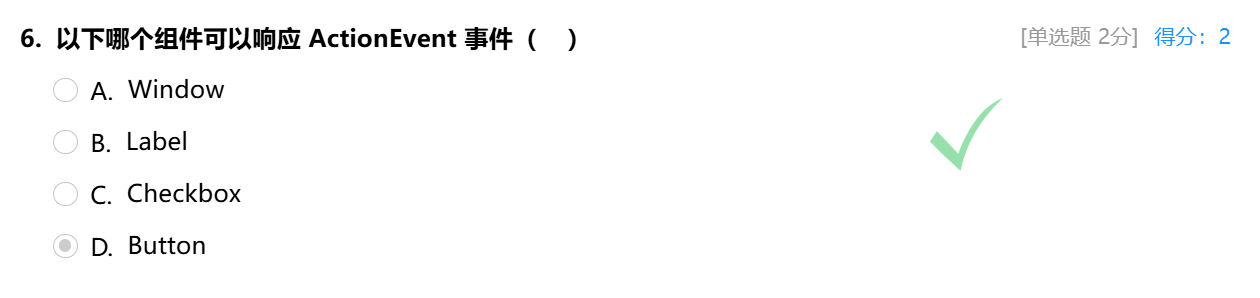 6. 以下哪个组件可以响应 ActionEvent 事件（ ） [单选题 2分] 得分：2
A. Window
B. Label
C. Checkbox
D. Button